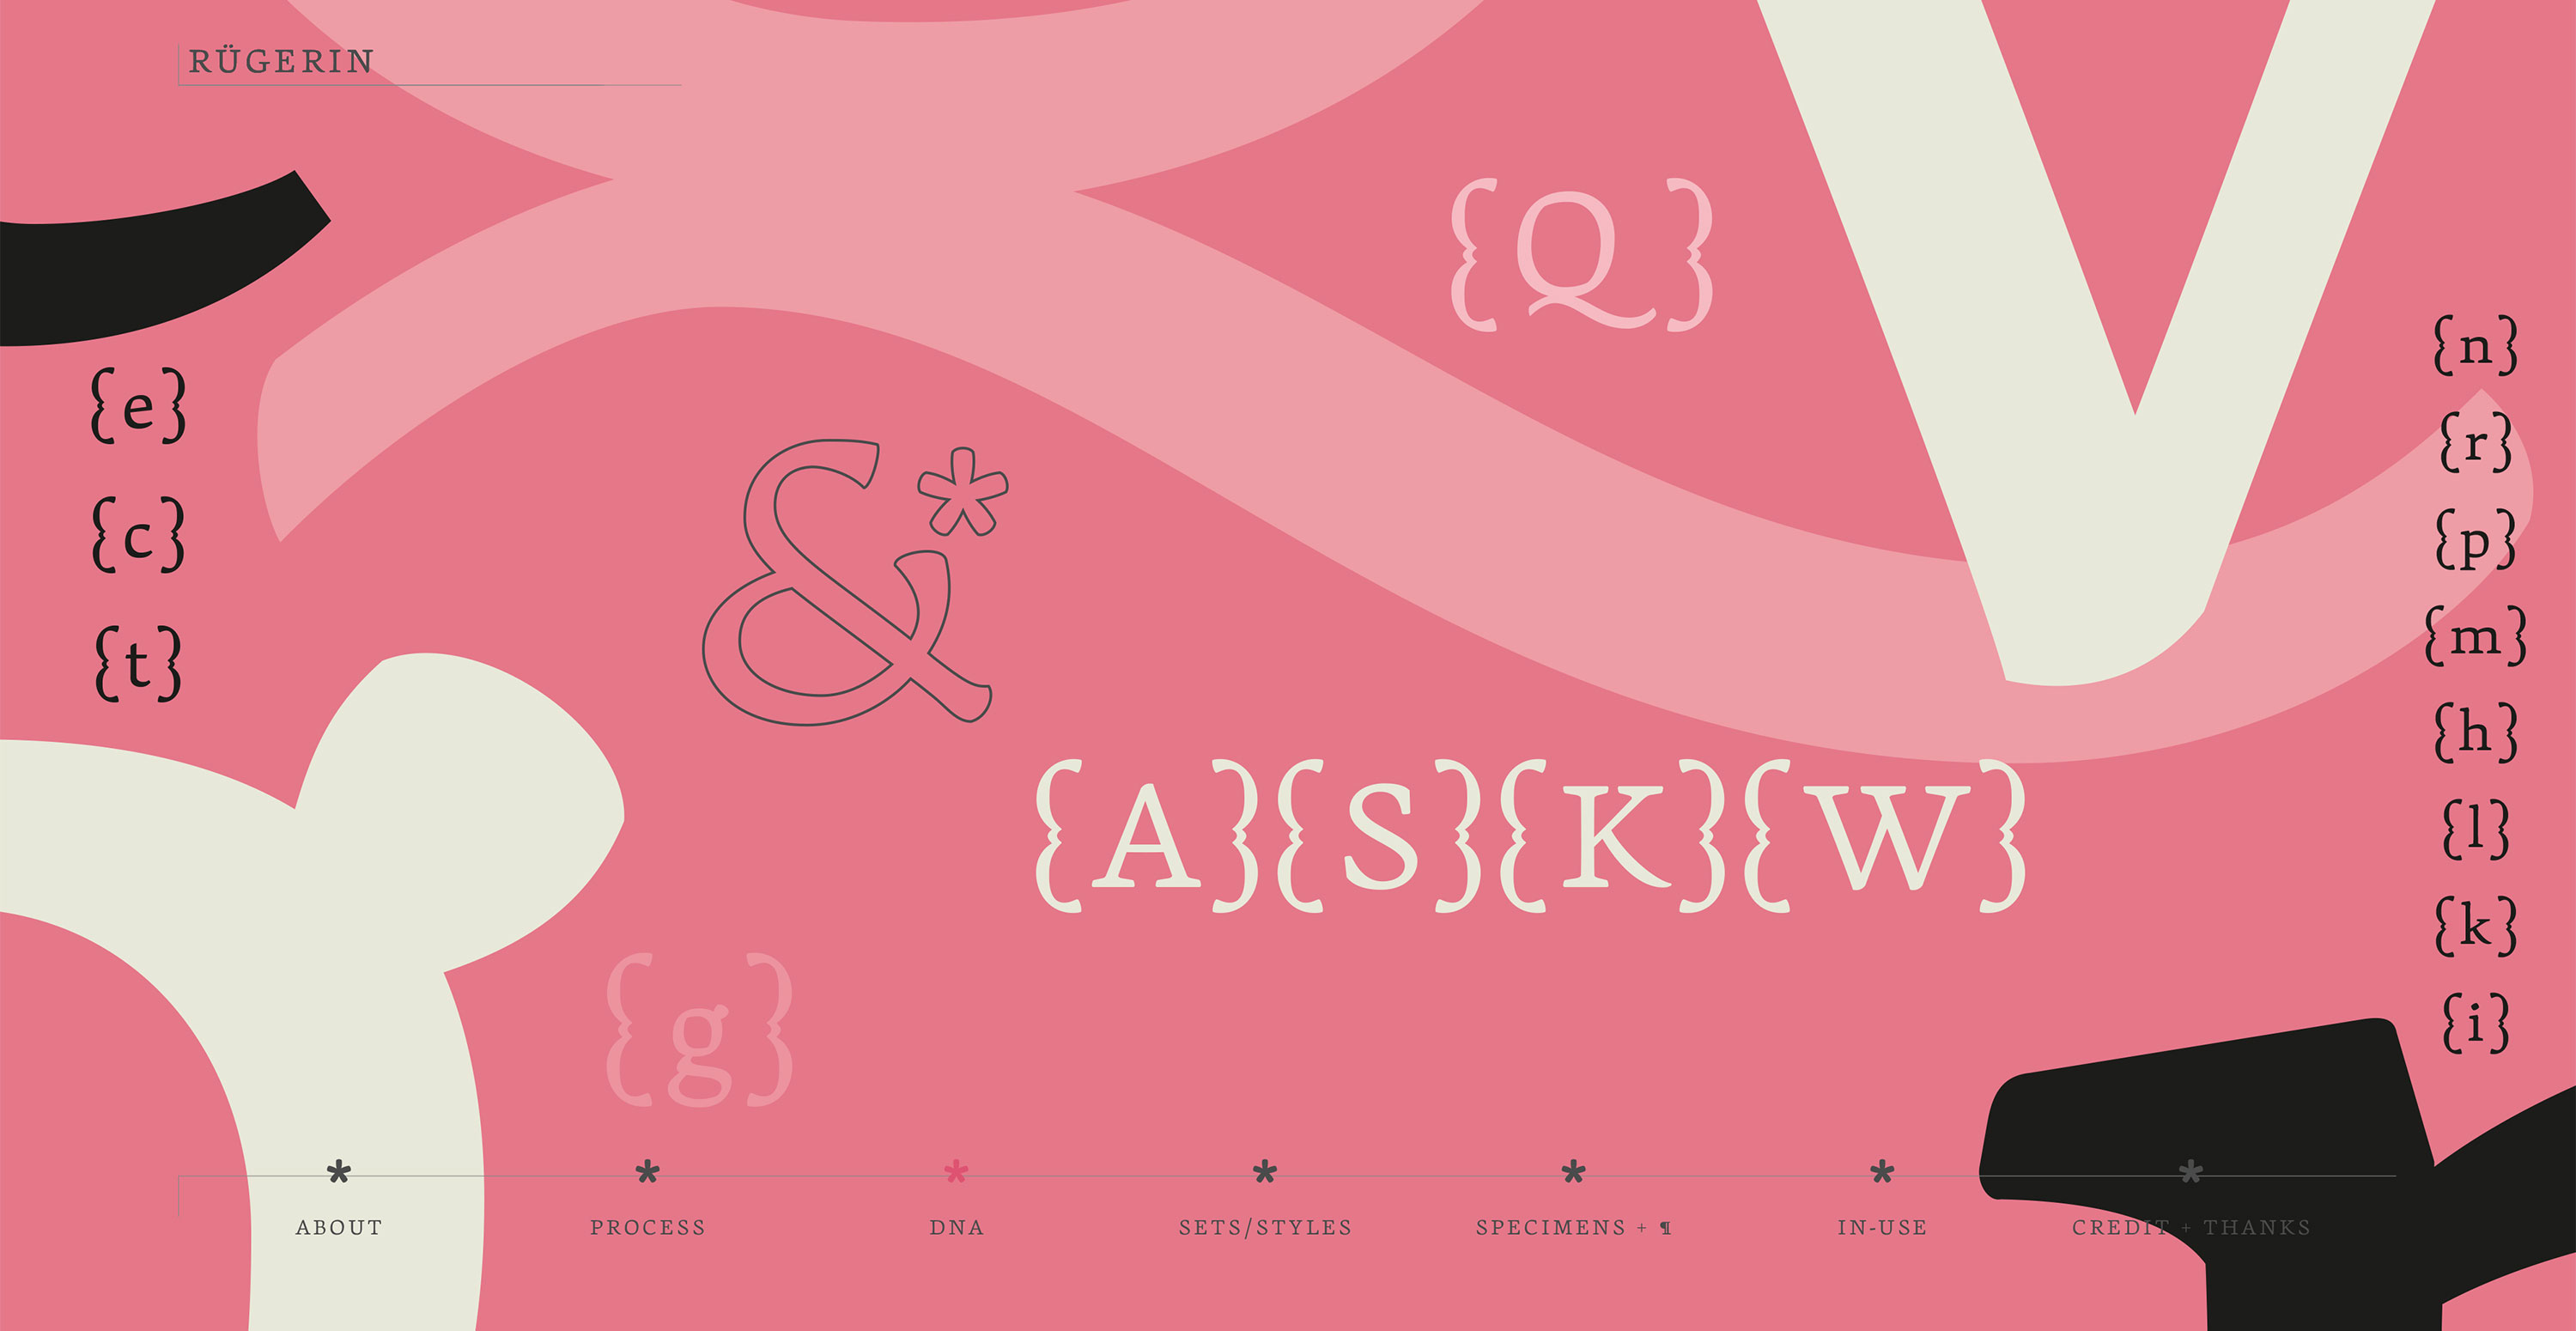 RÜGERIN
{Q}
{e}
{c}
{t}
&*
{A}{S}{K}{W}
{g}
{n}
{r}
{p}
{m}
{h}
{l}
{k}
{i}
* * * * * * *
ABOUT PROCESS DNA SETS/STYLES SPECIMENS + ¶ IN-USE CREDIT + THANKS